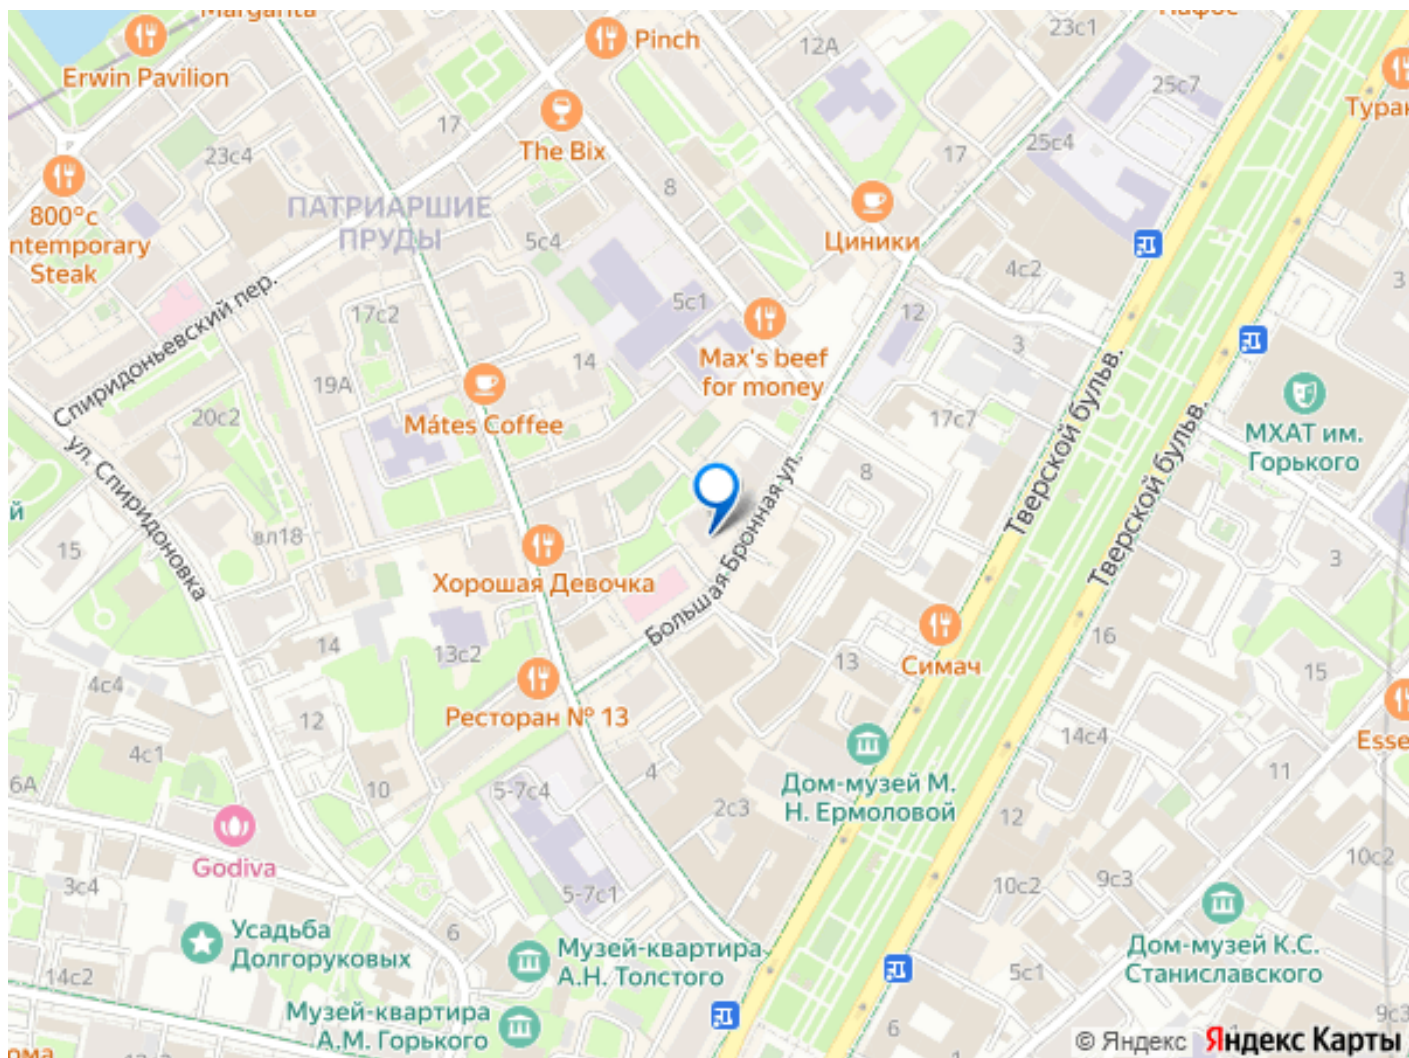 Margarita
Erwin Pavilion
Pinch
12А
23с1
25с7
The Bix
17
23с4
25с4
17
8
800°c
ntemporary
Steak
ПАТРИАРШИЕ
ПРУДЫ
5с4
Циники
4с2
3
5с1
12
Спиридоньевский пер.
17с2
Max's beef
for money
14
3
19А
20с2
Mátes Coffee
17с7
Тверской бульв.
Тверской бульв.
МХАТ им.
Горького
ул. Спиридоновка
8
й
15
вл18
Большая Бронная ул.
Хорошая Девочка
3
14
13с2
13
Симач
16
15
4с4
12
Ресторан № 13
4с1
14с4
Esse
6А
10
5-7с4
4
2с3
Дом-музей М.
Н. Ермоловой
11
12
Godiva
3с4
5-7с1
10с2
9с3
10с2
Усадьба
Долгоруковых
6
Музей-квартира
А.Н. Толстого
Дом-музей К.С.
Станиславского
14с2
5с1
Музей-квартира
А.М. Горького
6
1
9с3
ома
© Яндекс Яндекс Карты